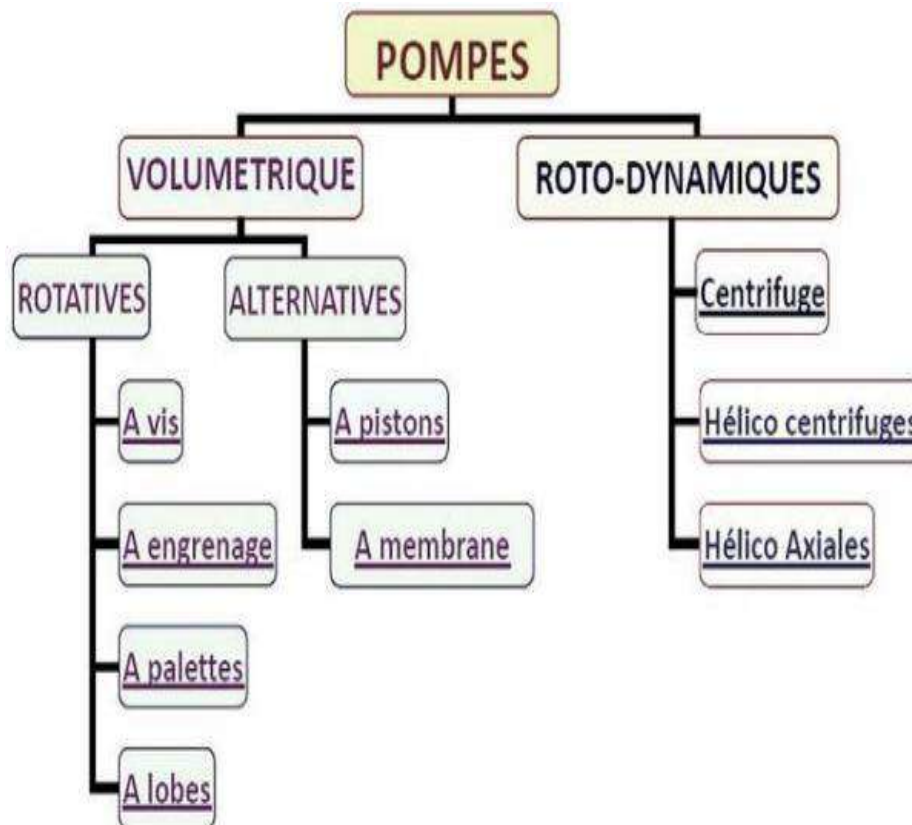 POMPES
VOLUMETRIQUE
ROTO-DYNAMIQUES
ROTATIVES
ALTERNATIVES
Centrifuge
A vis
A pistons
Hélico centrifuges
A engrenage
A membrane
Hélico Axiales
A palettes
A lobes